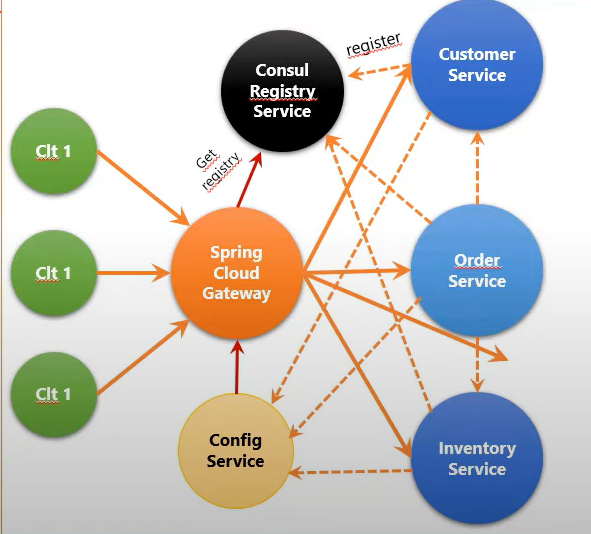 register
Customer
Service
Consul
Registry
Service
Clt 1
Get
registry
Spring
Cloud
Gateway
Clt 1
Order
Service
Clt 1
Config
Service
Inventory
Service